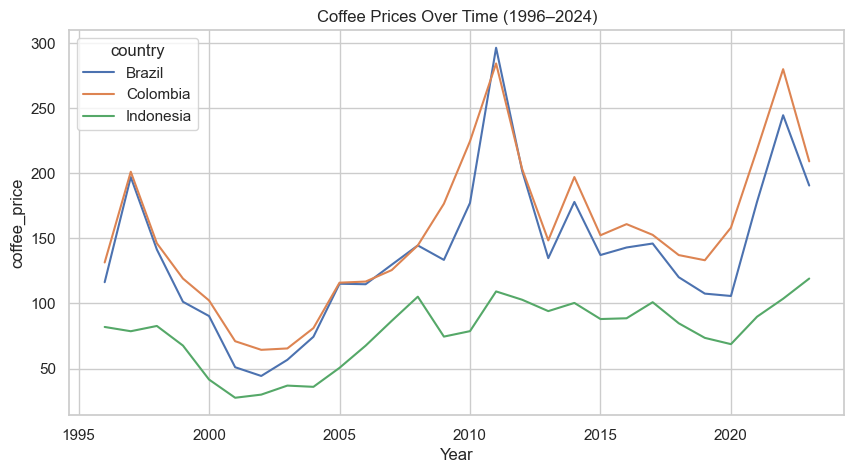 Coffee Prices Over Time (1996–2024)
country
Brazil
Colombia
Indonesia
coffee_price
300
250
200
150
100
50
1995
2000
2005
2010
2015
2020
Year